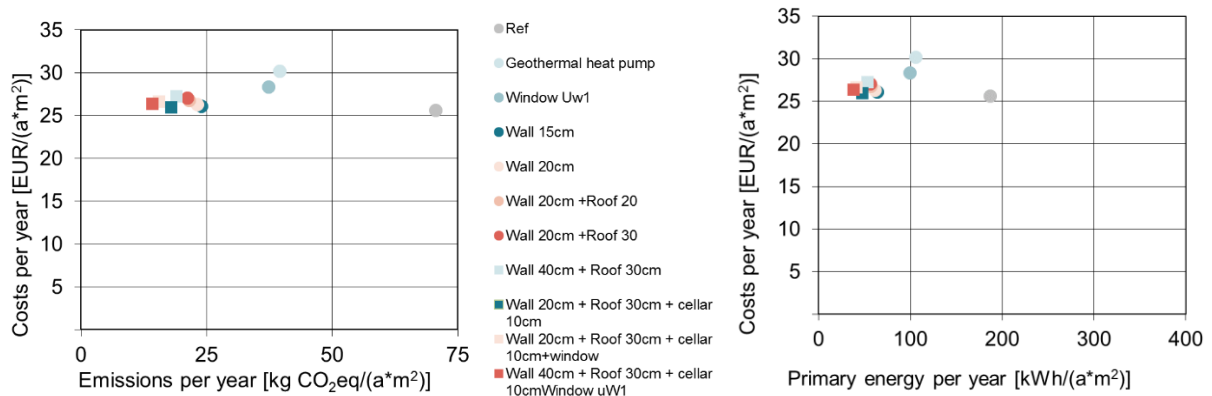 Costs per year [EUR/(a*m²)]
40
35
30
25
20
15
10
5
0
25
50
75
Emissions per year [kg CO₂eq/(a*m²)]
Ref
Geothermal heat pump
Window Uw1
Wall 15cm
Wall 20cm
Wall 20cm +Roof 20
Wall 20cm +Roof 30
Wall 40cm + Roof 30cm
Wall 20cm + Roof 30cm + cellar
10cm
Wall 20cm + Roof 30cm + cellar
10cm+window
Wall 40cm + Roof 30cm + cellar
10cmWindow uW1
Costs per year [EUR/(a*m²)]
40
35
30
25
20
15
10
5
0
100
200
300
400
Primary energy per year [kWh/(a*m²)]